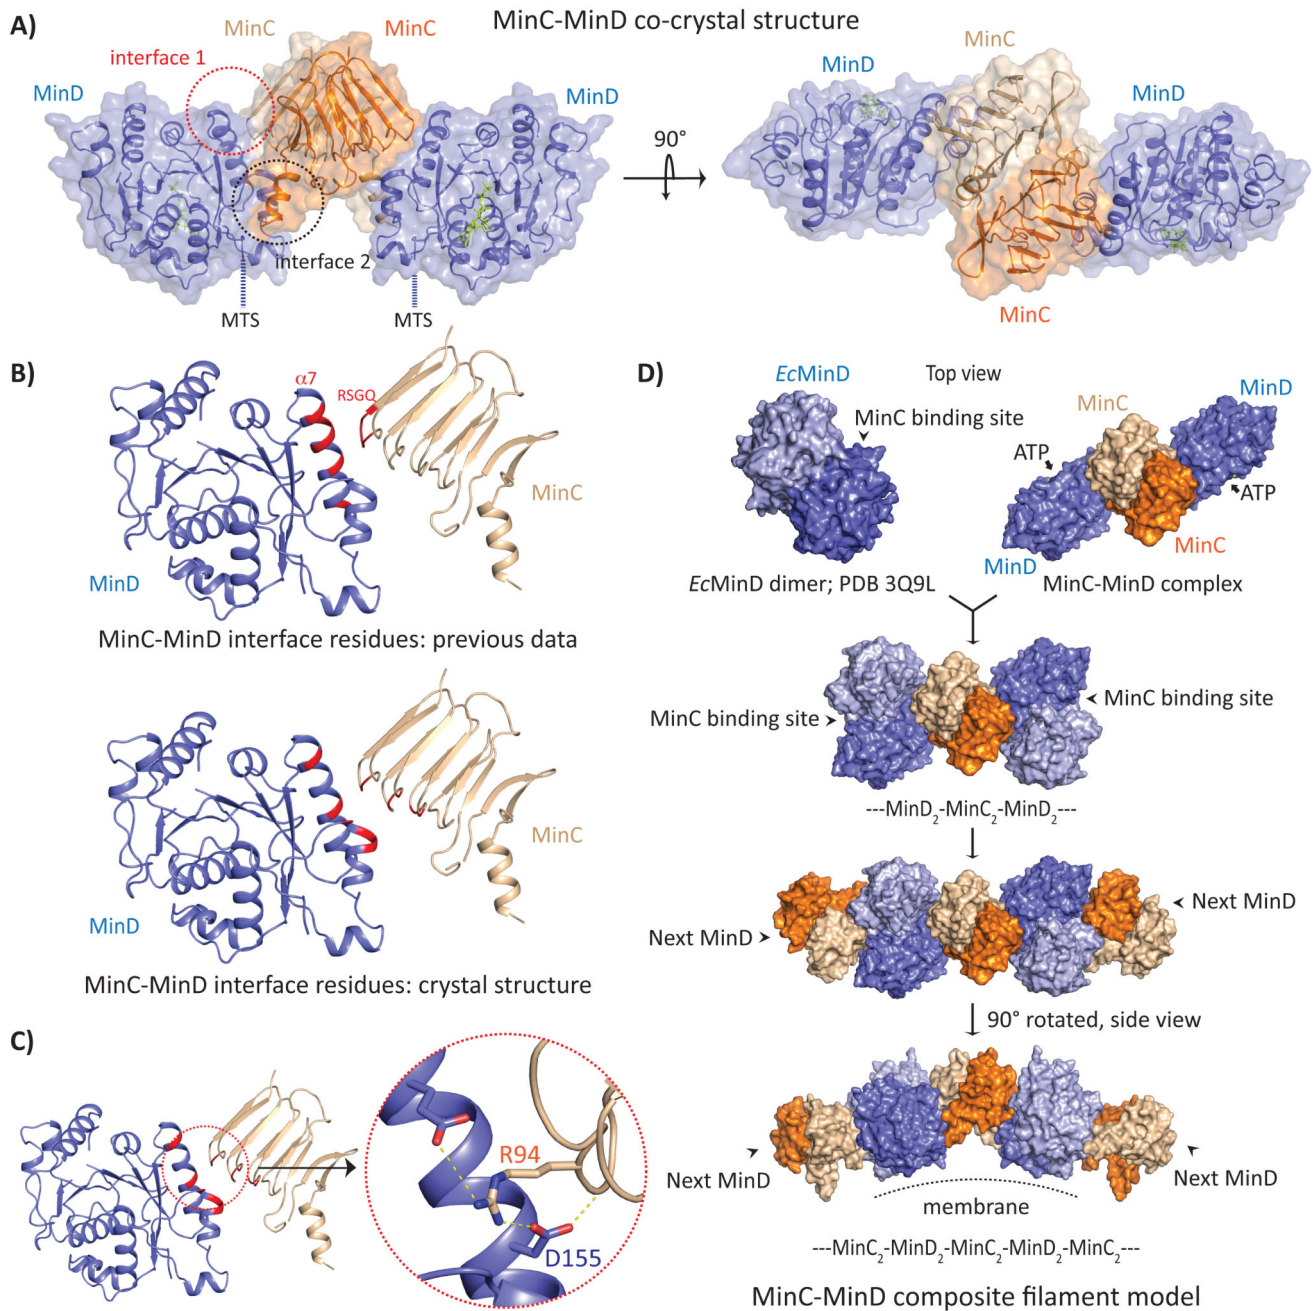 A)
MinC-MinD co-crystal structure
MinC
MinC
interface 1
MinD
MinD
interface 2
MTS
MTS
90°
MinC
MinD
MinD
MinC
B)
α7
RSGQ
MinC
MinD
MinC-MinD interface residues: previous data
MinC
MinD
MinC-MinD interface residues: crystal structure
C)
R94
D155
D)
EcMinD
Top view
MinD
MinC
MinC binding site
ATP
ATP
MinC
MinD
EcMinD dimer; PDB 3Q9L
MinC-MinD complex
MinC binding site
MinC binding site
---MinD₂-MinC₂-MinD₂---
Next MinD
Next MinD
90° rotated, side view
Next MinD
Next MinD
membrane
---MinC₂-MinD₂-MinC₂-MinD₂-MinC₂---
MinC-MinD composite filament model